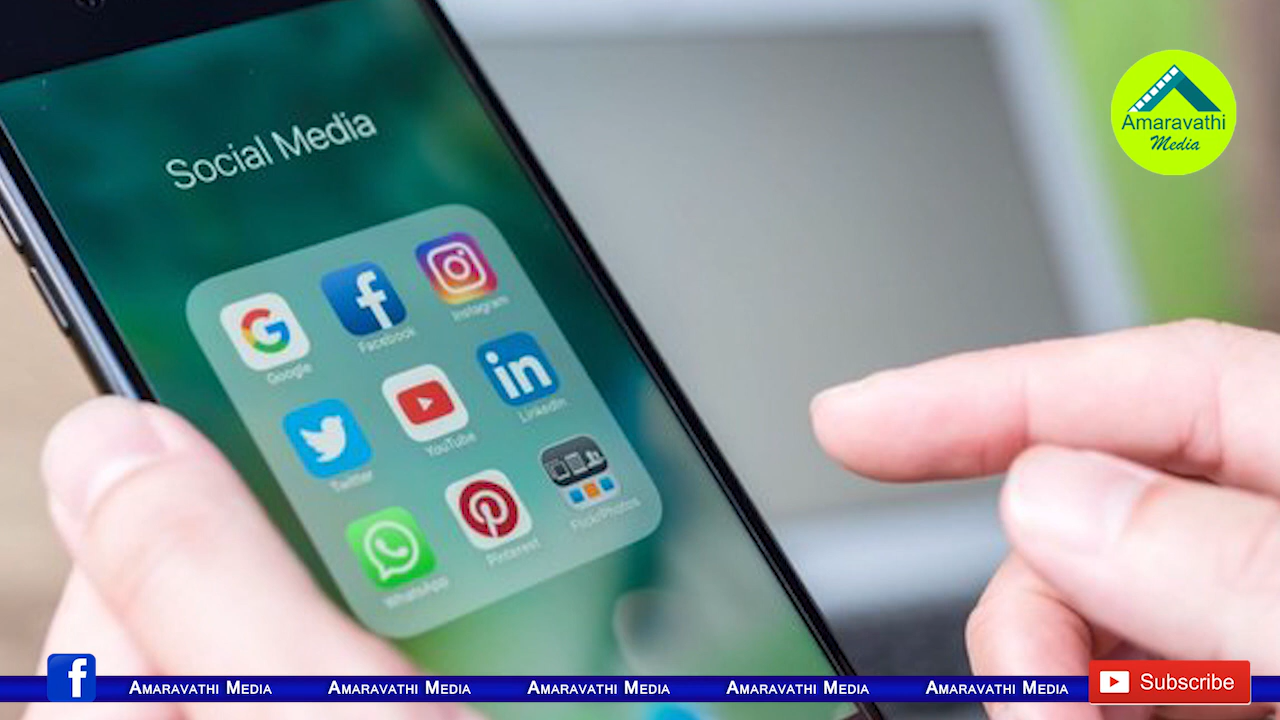 Social Media
Amaravathi
Media
Google
Facebook
Instagram
Twitter
YouTube
LinkedIn
WhatsApp
Pinterest
FlickrPhotos
Amaravathi Media Amaravathi Media Amaravathi Media Amaravathi Media Amaravathi Media
Subscribe